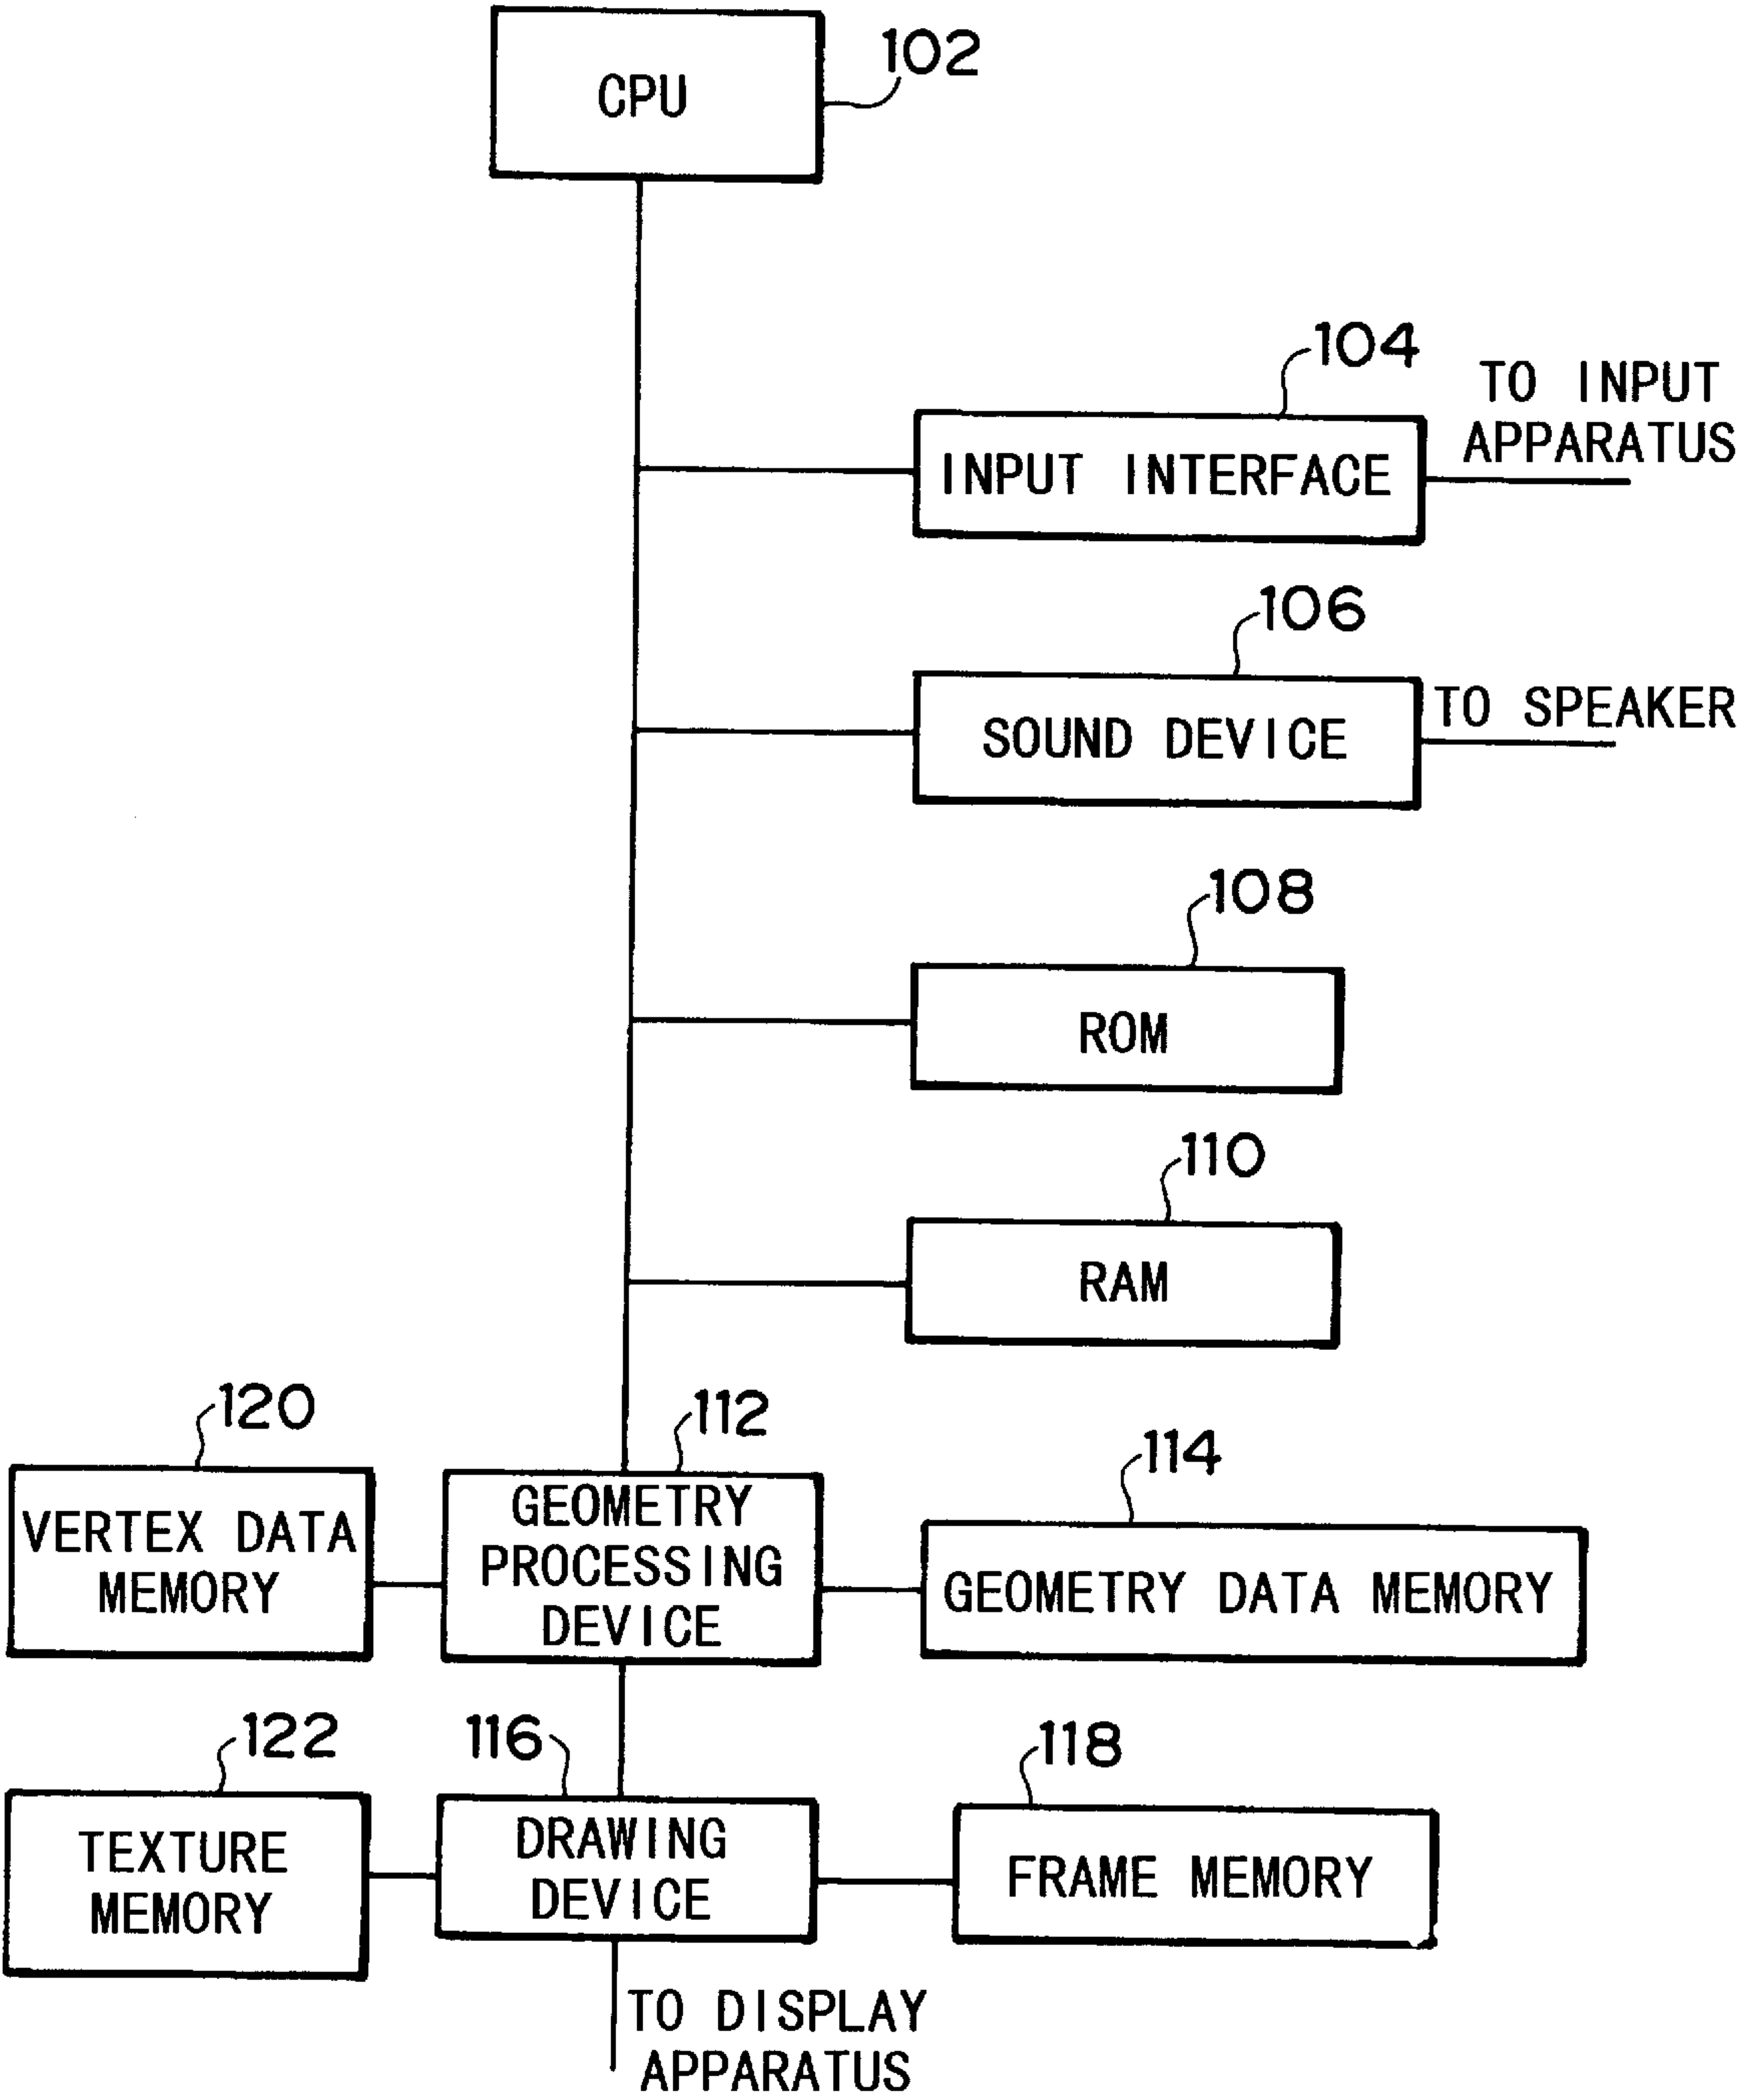 CPU
102
104
TO INPUT
APPARATUS
INPUT INTERFACE
106
TO SPEAKER
SOUND DEVICE
108
ROM
110
RAM
120
112
114
VERTEX DATA
MEMORY
GEOMETRY
PROCESSING
DEVICE
GEOMETRY DATA MEMORY
122
116
118
TEXTURE
MEMORY
DRAWING
DEVICE
FRAME MEMORY
TO DISPLAY
APPARATUS